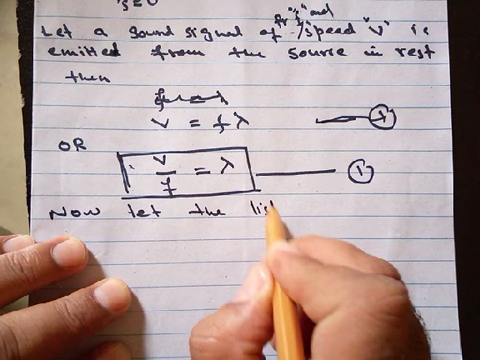 fr "f" and
Let a sound signal of speed "V" is
emitted from the source in rest
then
V = fλ
OR
V/f = λ — 1
Now let the lis